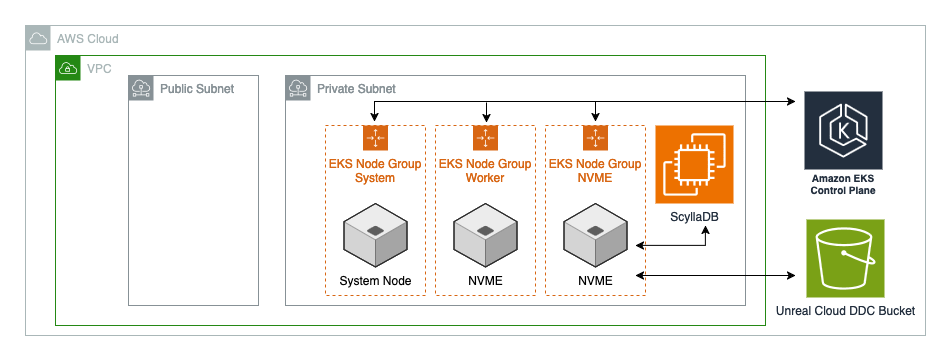 AWS Cloud
VPC
Public Subnet
Private Subnet
EKS Node Group
System
EKS Node Group
Worker
EKS Node Group
NVME
System Node
NVME
NVME
ScyllaDB
K
Amazon EKS
Control Plane
Unreal Cloud DDC Bucket